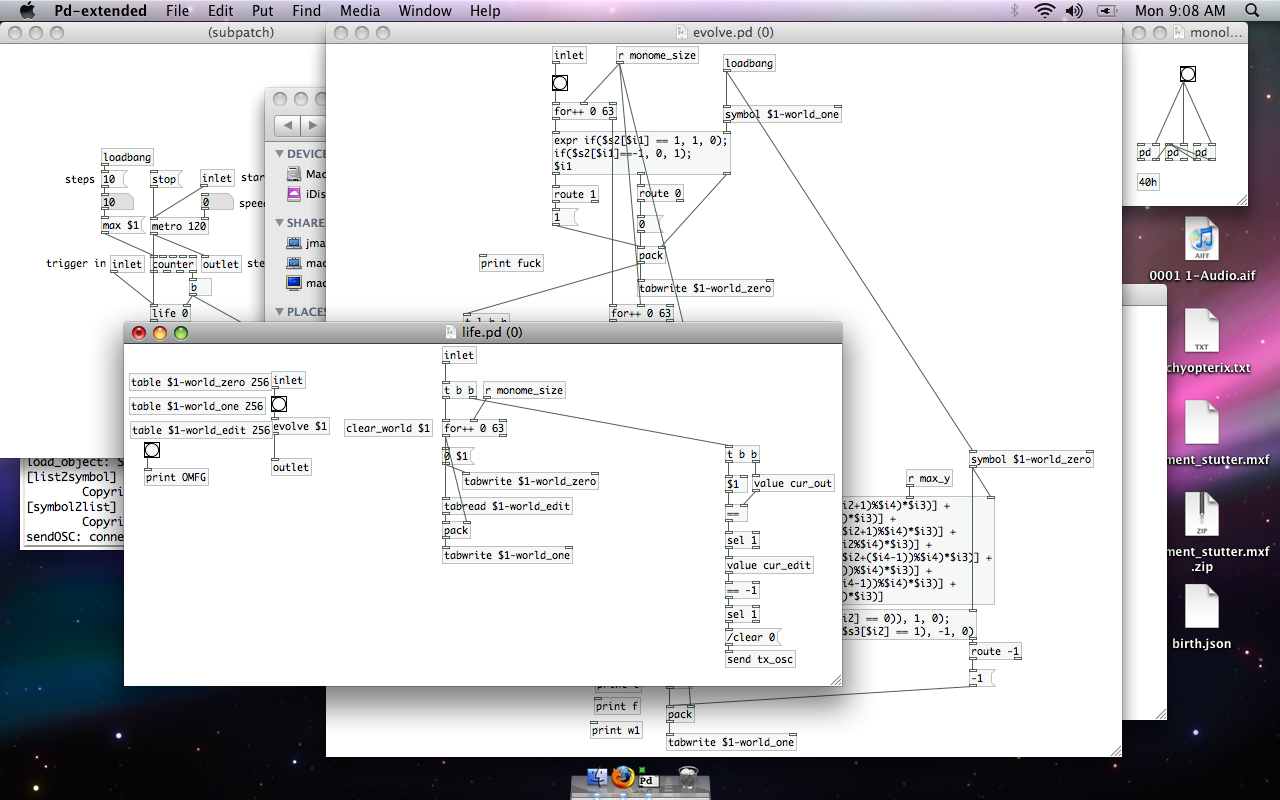 Pd-extended File Edit Put Find Media Window Help
Mon 9:08 AM
(subpatch)
loadbang
steps
10
stop
inlet
10
0
max $1
metro 120
trigger in
inlet
counter
outlet
b
life 0
DEVIC
SHARE
jma
mac
mac
PLACES
load_object: S
[list2symbol]
Copyri
[symbol2list]
Copyri
sendOSC: conne
evolve.pd (0)
inlet
r monome_size
loadbang
for++ 0 63
symbol $1-world_one
expr if($s2[$i1] == 1, 1, 0);
if($s2[$i1]==-1, 0, 1);
$i1
route 1
route 0
1
0
pack
print fuck
tabwrite $1-world_zero
for++ 0 63
symbol $1-world_zero
r max_y
i2+1)%$i4)*$i3)] +
)*$i3)] +
$i2+1)%$i4)*$i3)] +
i2%$i4)*$i3)] +
$i2+($i4-1))%$i4)*$i3)] +
))%$i4)*$i3)] +
i4-1))%$i4)*$i3)] +
)*$i3)]
i2] == 0)), 1, 0);
$s3[$i2] == 1), -1, 0)
route -1
-1
print f
print w1
pack
tabwrite $1-world_one
life.pd (0)
inlet
table $1-world_zero 256
inlet
t b b
r monome_size
table $1-world_one 256
table $1-world_edit 256
evolve $1
clear_world $1
for++ 0 63
print OMFG
outlet
0 $1
tabwrite $1-world_zero
tabread $1-world_edit
pack
tabwrite $1-world_one
t b b
$1
value cur_out
==
sel 1
value cur_edit
== -1
sel 1
/clear 0
send tx_osc
monol...
pd
pd
pd
40h
AIFF
0001 1-Audio.aif
TXT
chyopterix.txt
ment_stutter.mxf
ZIP
ment_stutter.mxf
.zip
birth.json
Pd